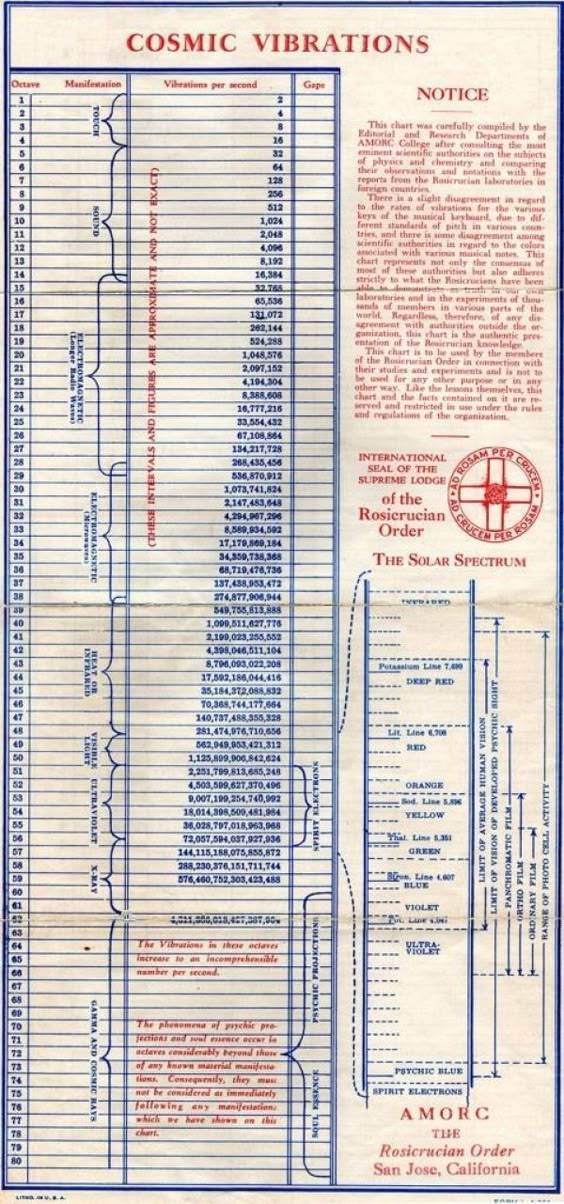 COSMIC VIBRATIONS
Octave Manifestation Vibrations per second Gaps
1 2
2 4
3 8
4 16
5 32
6 64
7 128
8 256
9 512
10 1,024
11 2,048
12 4,096
13 8,192
14 16,384
15 32,768
16 65,536
17 131,072
18 262,144
19 524,288
20 1,048,576
21 2,097,152
22 4,194,304
23 8,388,608
24 16,777,216
25 33,554,432
26 67,108,864
27 134,217,728
28 268,435,456
29 536,870,912
30 1,073,741,824
31 2,147,483,648
32 4,294,967,296
33 8,589,934,592
34 17,179,869,184
35 34,359,738,368
36 68,719,476,736
37 137,438,953,472
38 274,877,906,944
39 549,755,813,888
40 1,099,511,627,776
41 2,199,023,255,552
42 4,398,046,511,104
43 8,796,093,022,208
44 17,592,186,044,416
45 35,184,372,088,832
46 70,368,744,177,664
47 140,737,488,355,328
48 281,474,976,710,656
49 562,949,953,421,312
50 1,125,899,906,842,624
51 2,251,799,813,685,248
52 4,503,599,627,370,496
53 9,007,199,254,740,992
54 18,014,398,509,481,984
55 36,028,797,018,963,968
56 72,057,594,037,927,936
57 144,115,188,075,855,872
58 288,230,376,151,711,744
59 576,460,752,303,423,488
60
61
62
63
64
65
66
67
68
69
70
71
72
73
74
75
76
77
78
79
80
TOUCH
SOUND
ELECTROMAGNETIC
(Longer Radio Waves)
ELECTROMAGNETIC
(Microwaves)
HEAT OR
INFRARED
VISIBLE
LIGHT
ULTRAVIOLET
X-RAY
GAMMA AND COSMIC RAYS
(THESE INTERVALS AND FIGURES ARE APPROXIMATE AND NOT EXACT)
The Vibrations in these octaves
increase to an incomprehensible
number per second.
The phenomena of psychic pro-
jections and soul essence occur in
octaves considerably beyond those
of any known material manifesta-
tions. Consequently, they must
not be considered as immediately
following any manifestations
which we have shown on this
chart.
SPIRIT ELECTRONS
PSYCHIC PROJECTIONS
SOUL ESSENCE
NOTICE
This chart was carefully compiled by the
Editorial and Research Departments of
AMORC College after consulting the most
eminent scientific authorities on the subjects
of physics and chemistry and comparing
their observations and notations with the
reports from the Rosicrucian laboratories in
foreign countries.
There is a slight disagreement in regard
to the rates of vibrations for the various
keys of the musical keyboard, due to dif-
ferent standards of pitch in various coun-
tries, and there is some disagreement among
scientific authorities in regard to the colors
associated with various musical notes. This
chart represents not only the consensus of
most of these authorities but also adheres
strictly to what the Rosicrucians have been
able to demonstrate as truth in our own
laboratories and in the experiments of thou-
sands of members in various parts of the
world. Regardless, therefore, of any dis-
agreement with authorities outside the or-
ganization, this chart is the authentic pres-
entation of the Rosicrucian knowledge.
This chart is to be used by the members
of the Rosicrucian Order in connection with
their studies and experiments and is not to
be used for any other purpose or in any
other way. Like the lessons themselves, this
chart and the facts contained on it are re-
served and restricted in use under the rules
and regulations of the organization.
INTERNATIONAL
SEAL OF THE
SUPREME LODGE
of the
Rosicrucian
Order
AD ROSAM PER CRUCEM
AD CRUCEM PER ROSAM
THE SOLAR SPECTRUM
INFRARED
Potassium Line 7,699
DEEP RED
Lit. Line 6,708
RED
ORANGE
Sod. Line 5,896
YELLOW
Thal. Line 5,351
GREEN
Stron. Line 4,607
BLUE
VIOLET
Pot. Line 4,047
ULTRA-
VIOLET
PSYCHIC BLUE
SPIRIT ELECTRONS
LIMIT OF AVERAGE HUMAN VISION
LIMIT OF VISION OF DEVELOPED PSYCHIC SIGHT
PANCHROMATIC FILM
ORTHO FILM
ORDINARY FILM
RANGE OF PHOTO CELL ACTIVITY
AMORC
THE
Rosicrucian Order
San Jose, California
LITHO. IN U. S. A.